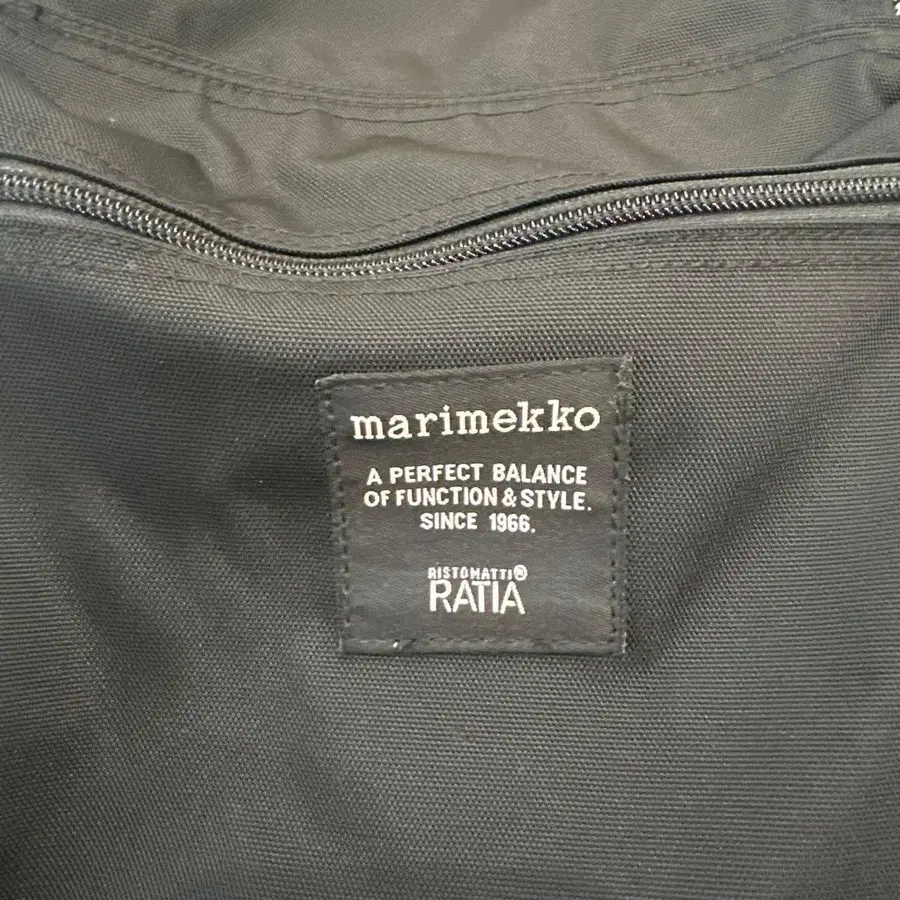 marimekko
A PERFECT BALANCE
OF FUNCTION & STYLE.
SINCE 1966.
RISTOMATTI®
RATIA